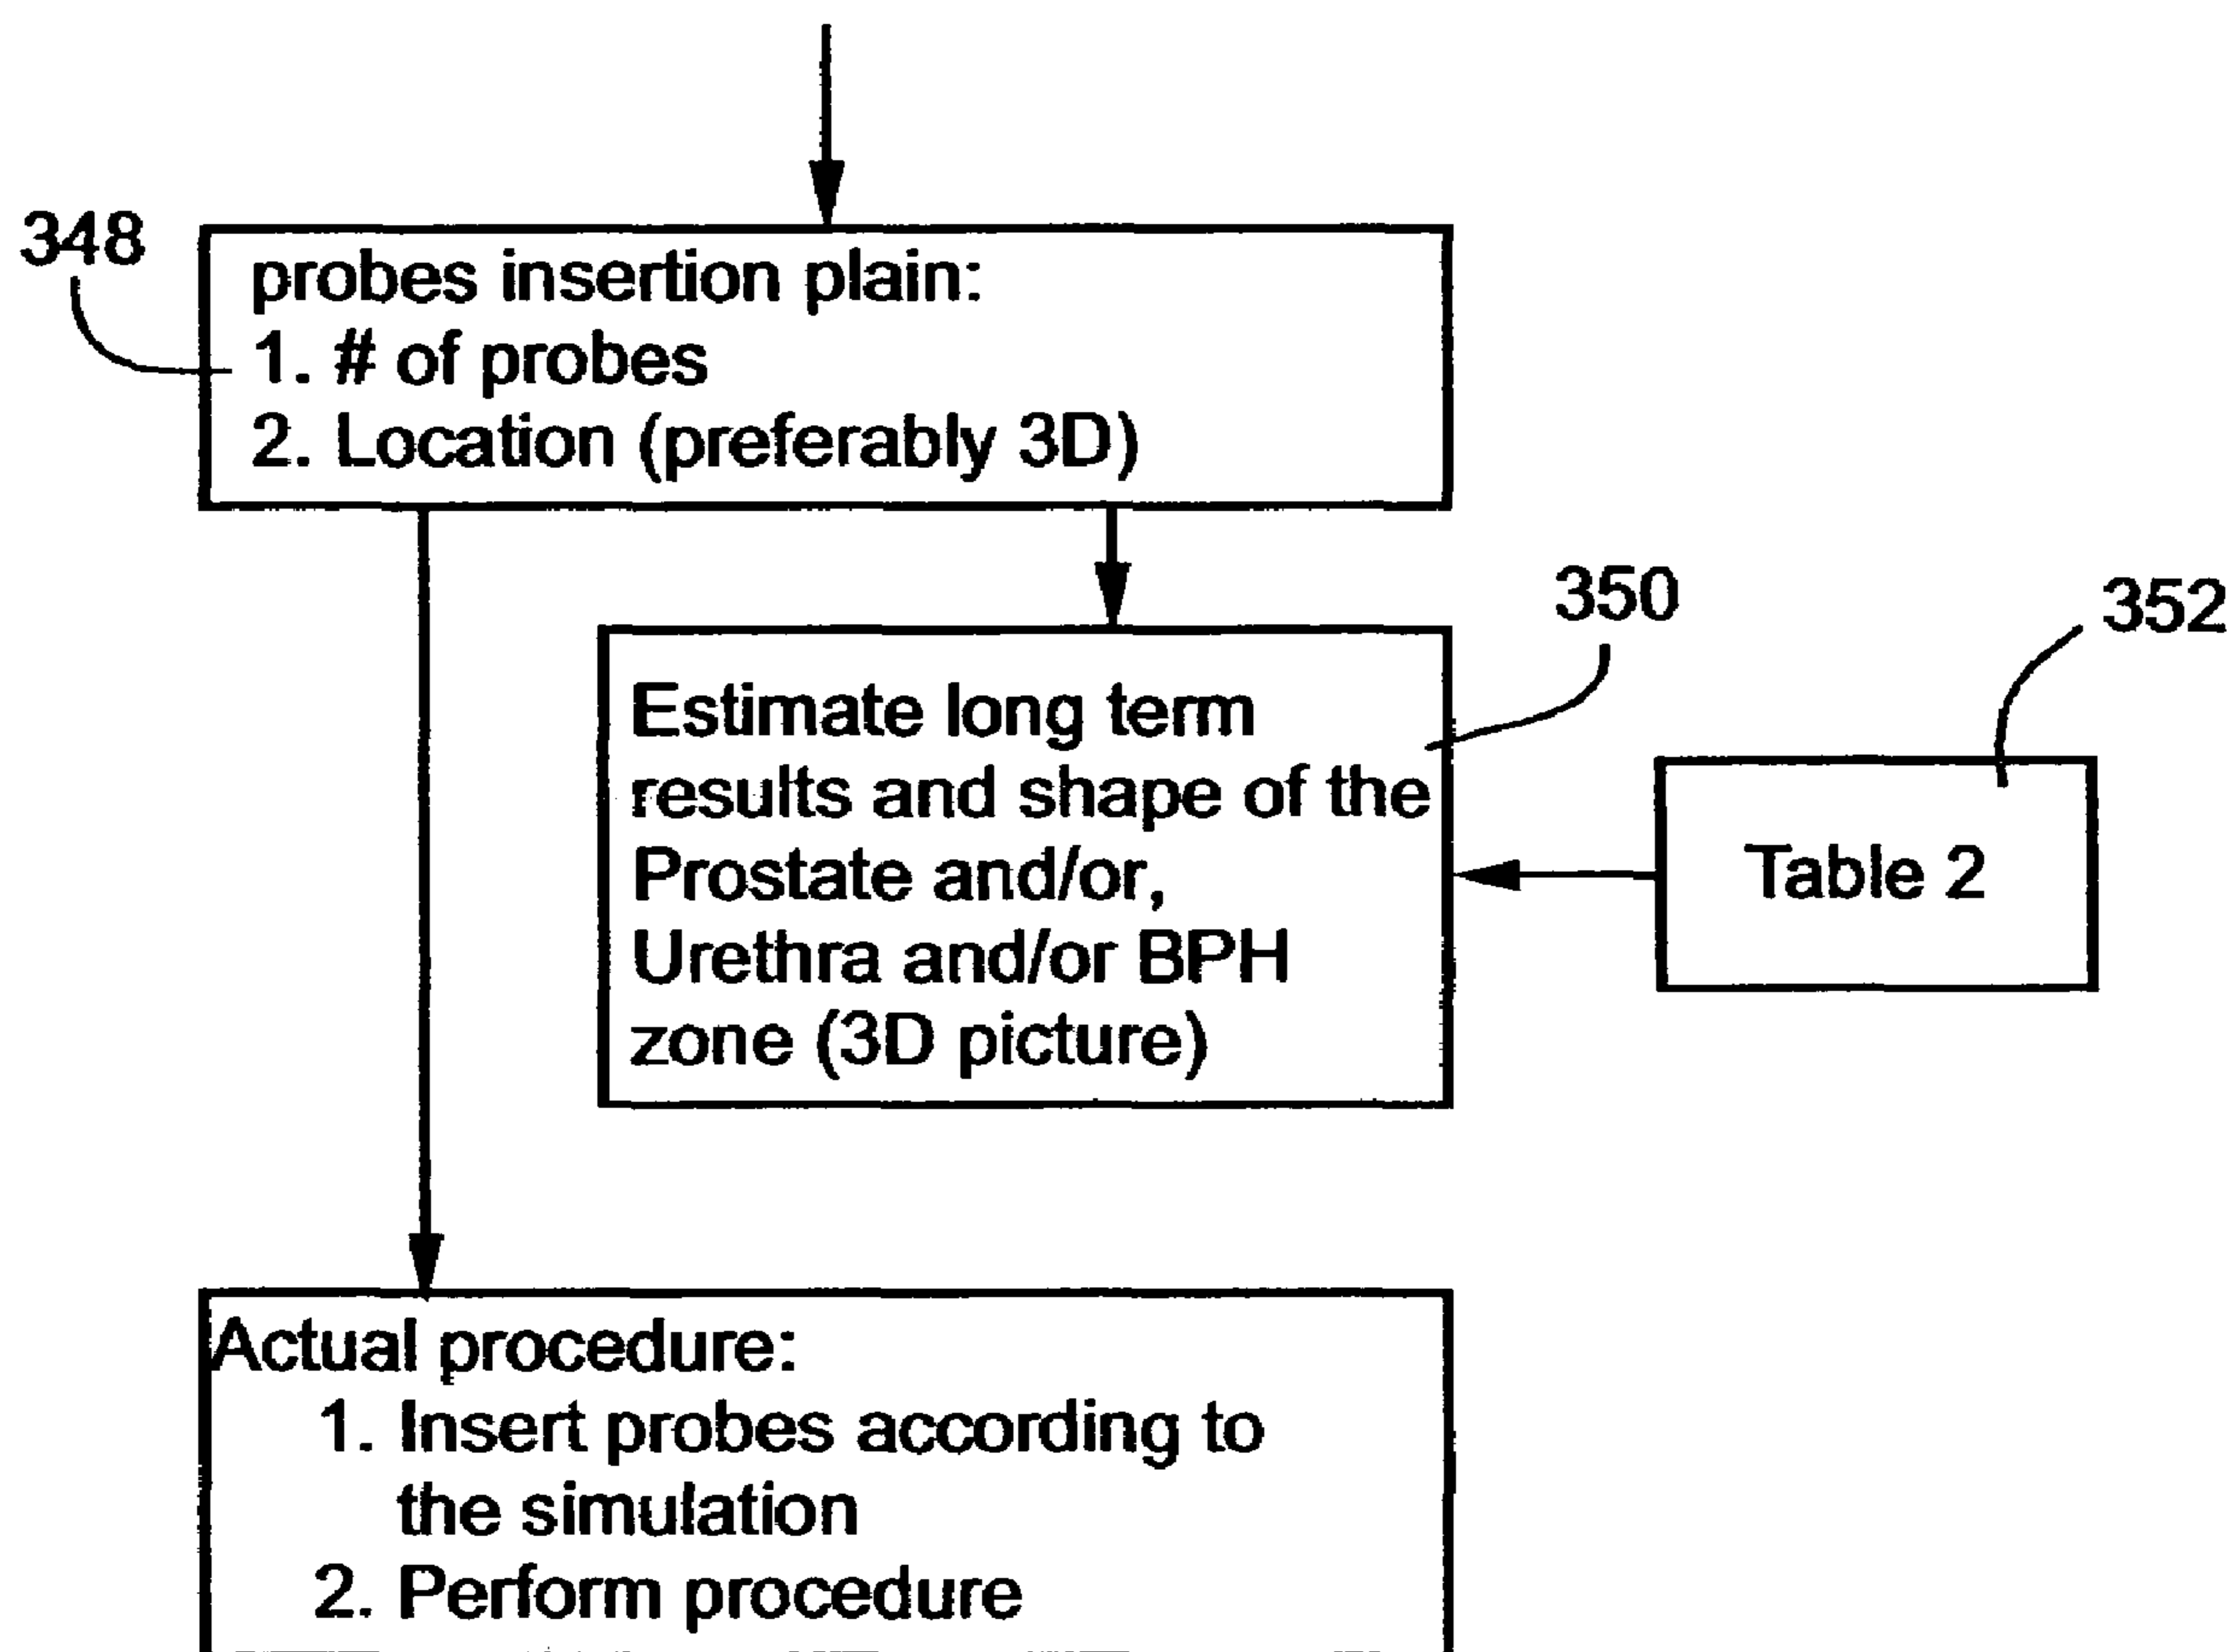 348
probes insertion plain:
1. # of probes
2. Location (preferably 3D)
350
352
Estimate long term
results and shape of the
Prostate and/or,
Urethra and/or BPH
zone (3D picture)
Table 2
Actual procedure:
1. Insert probes according to
the simulation
2. Perform procedure